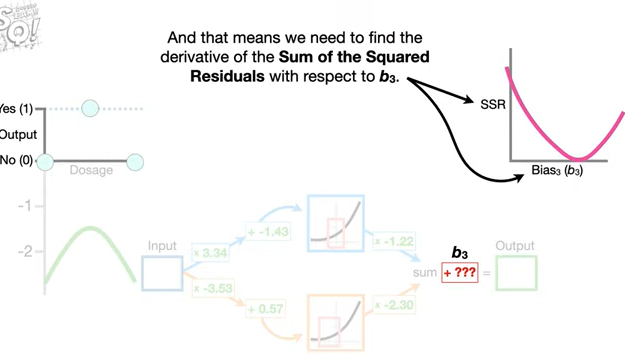 And that means we need to find the
derivative of the Sum of the Squared
Residuals with respect to b₃.
SSR
Bias₃ (b₃)
Yes (1)
Output
No (0)
Dosage
-1
-2
Input
x 3.34
+ -1.43
x -1.22
x -3.53
+ 0.57
x -2.30
b₃
sum
+ ???
=
Output